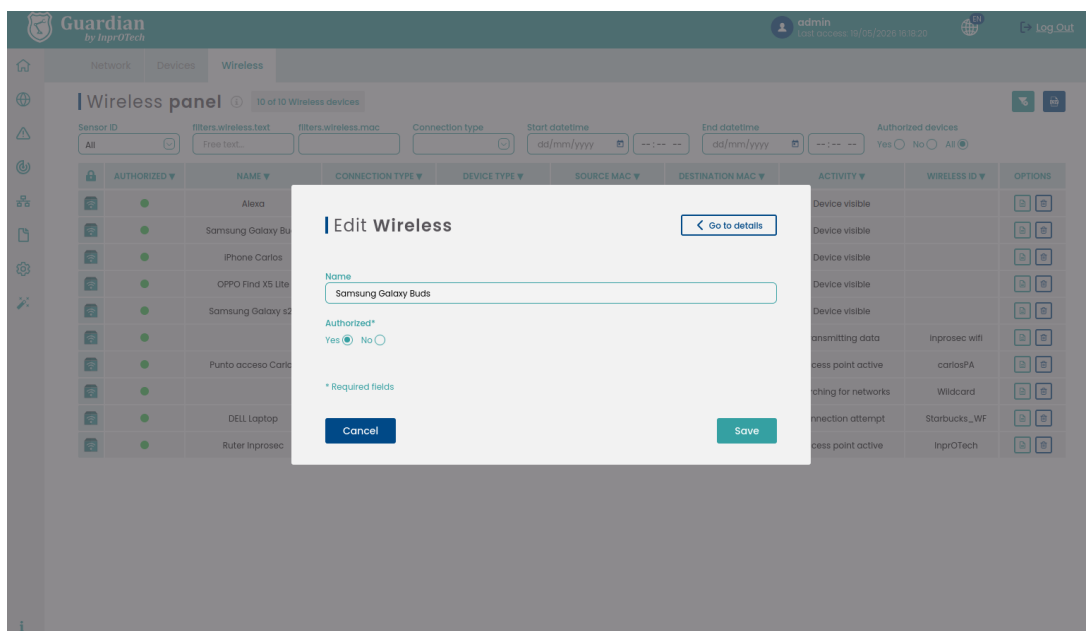 Guardian
by InprOTech
admin
Last access: 19/05/2025 16:18:20
EN
Log Out
Network Devices Wireless
Wireless panel 10 of 10 Wireless devices
Sensor ID filters.wireless.text filters.wireless.mac Connection type Start datetime End datetime Authorized devices
All Free text... dd/mm/yyyy --:-- -- dd/mm/yyyy --:-- -- Yes No All
AUTHORIZED NAME CONNECTION TYPE DEVICE TYPE SOURCE MAC DESTINATION MAC ACTIVITY WIRELESS ID OPTIONS
Alexa Device visible
Samsung Galaxy Bu Device visible
iPhone Carlos Device visible
OPPO Find X5 Lite Device visible
Samsung Galaxy s2 Device visible
ansmitting data inprosec wifi
Punto acceso Carlo cess point active carlosPA
ching for networks Wildcard
DELL Laptop nnection attempt Starbucks_WF
Ruter Inprosec cess point active InprOTech
Edit Wireless
Go to details
Name
Samsung Galaxy Buds
Authorized*
Yes No
* Required fields
Cancel Save